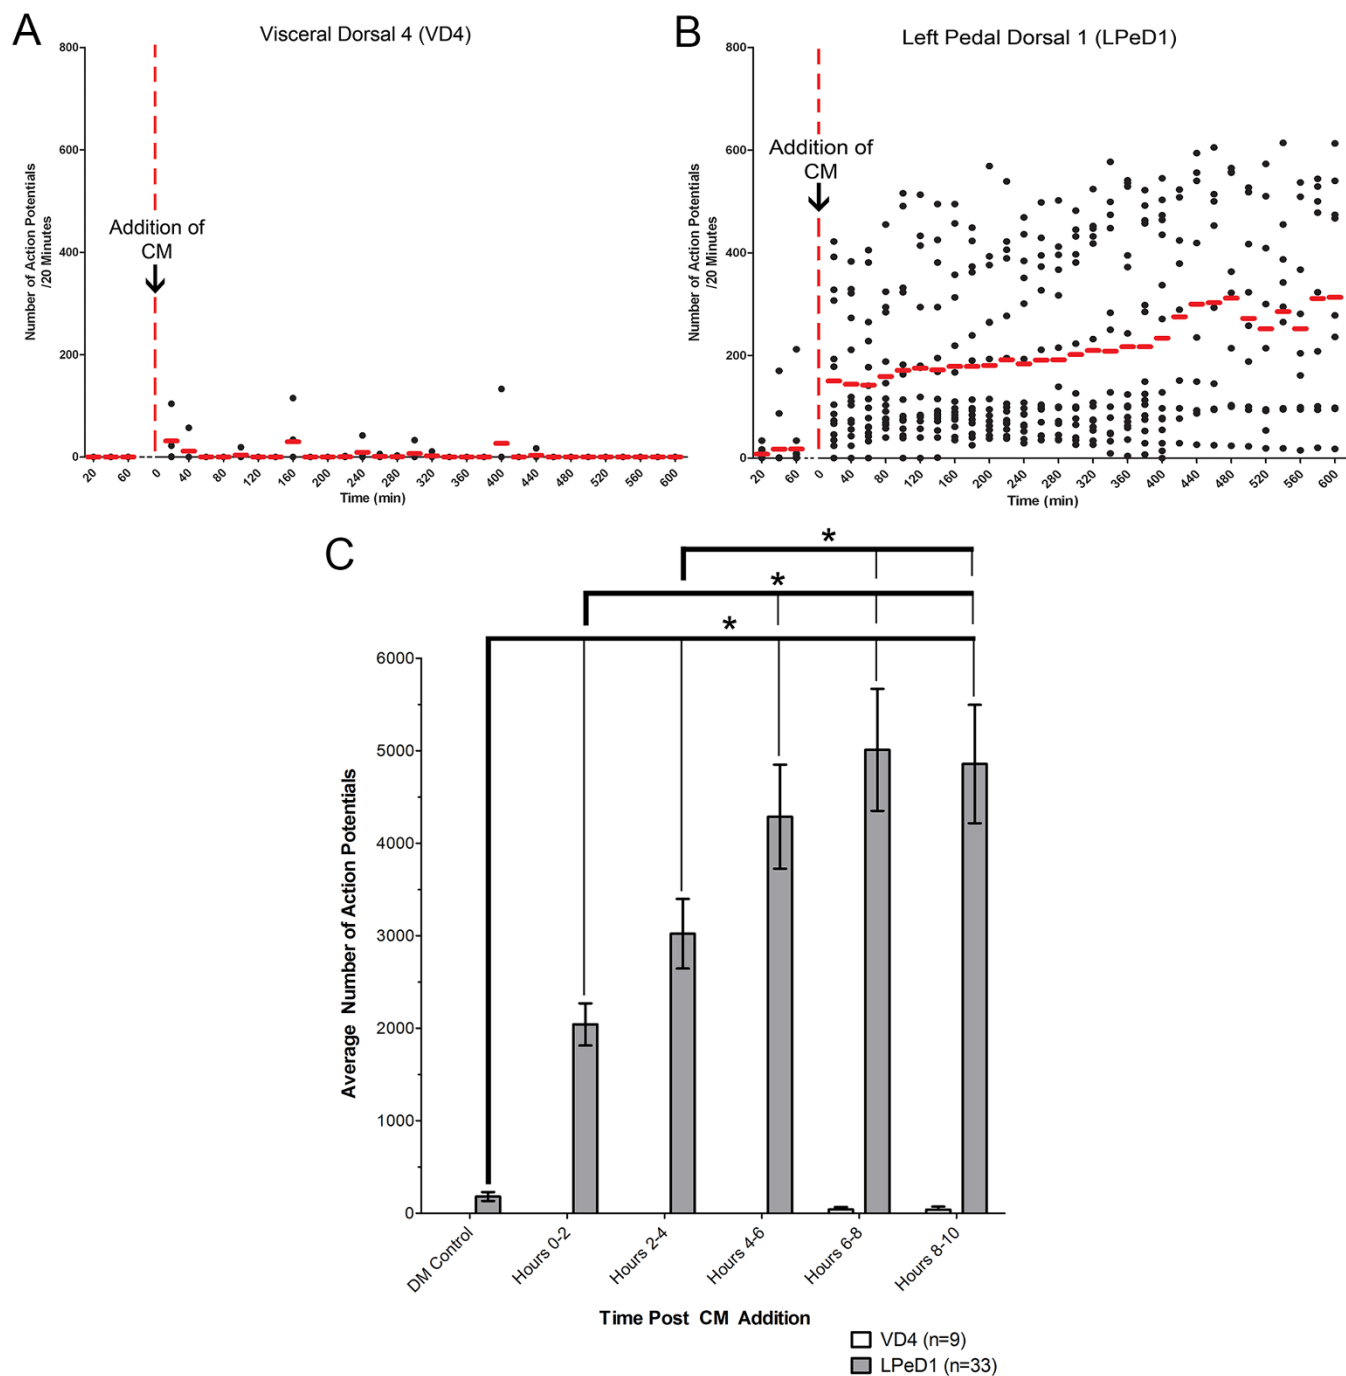 A
Visceral Dorsal 4 (VD4)
800
600
400
200
0
Number of Action Potentials
/20 Minutes
Addition of
CM
20 60 0 40 80 120 160 200 240 280 320 360 400 440 480 520 560 600
Time (min)
B
Left Pedal Dorsal 1 (LPeD1)
800
600
400
200
0
Number of Action Potentials
/20 Minutes
Addition of
CM
20 60 0 40 80 120 160 200 240 280 320 360 400 440 480 520 560 600
Time (min)
C
*
*
*
6000
5000
4000
3000
2000
1000
0
Average Number of Action Potentials
DM Control
Hours 0-2
Hours 2-4
Hours 4-6
Hours 6-8
Hours 8-10
Time Post CM Addition
VD4 (n=9)
LPeD1 (n=33)